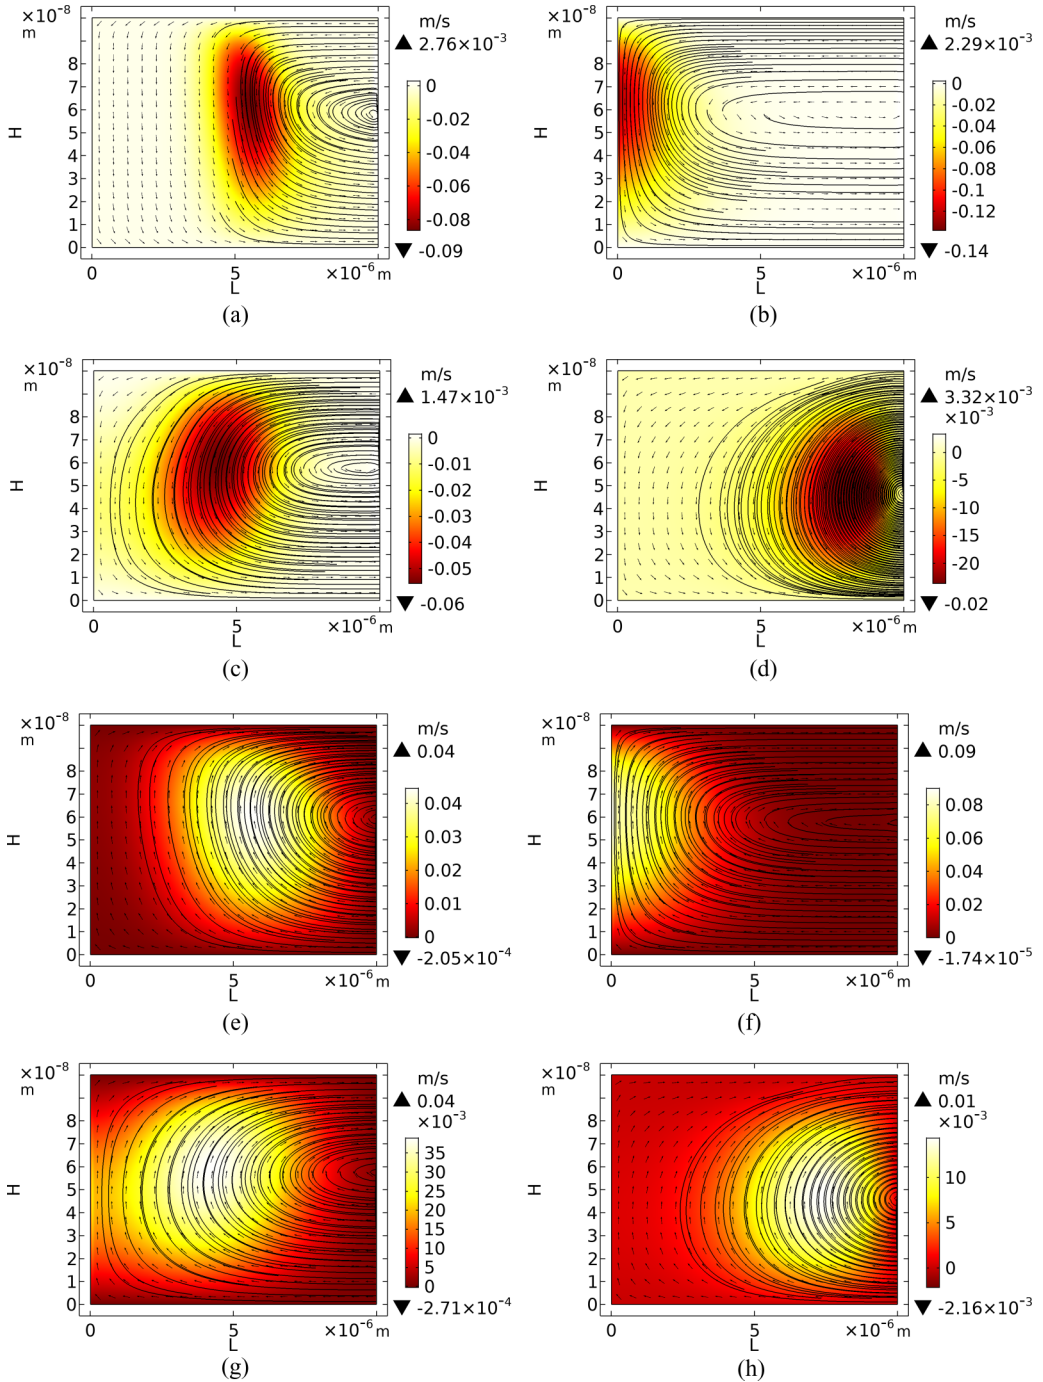 ×10⁻⁸ m/s
m ▲ 2.76×10⁻³
8
7 0
6 -0.02
H 5 -0.04
4 -0.06
3 -0.08
2
1
0 ▼ -0.09
0 5 ×10⁻⁶ m
L
(a)
×10⁻⁸ m/s
m ▲ 2.29×10⁻³
8 0
7 -0.02
6 -0.04
H 5 -0.06
4 -0.08
3 -0.1
2 -0.12
1
0 ▼ -0.14
0 5 ×10⁻⁶ m
L
(b)
×10⁻⁸ m/s
m ▲ 1.47×10⁻³
8 0
7 -0.01
6 -0.02
H 5 -0.03
4 -0.04
3 -0.05
2
1
0 ▼ -0.06
0 5 ×10⁻⁶ m
L
(c)
×10⁻⁸ m/s
m ▲ 3.32×10⁻³
×10⁻³
8 0
7 -5
6 -10
H 5 -15
4 -20
3
2
1
0 ▼ -0.02
0 5 ×10⁻⁶ m
L
(d)
×10⁻⁸ m/s
m ▲ 0.04
8 0.04
7 0.03
6 0.02
H 5 0.01
4 0
3
2
1
0 ▼ -2.05×10⁻⁴
0 5 ×10⁻⁶ m
L
(e)
×10⁻⁸ m/s
m ▲ 0.09
8 0.08
7 0.06
6 0.04
H 5 0.02
4 0
3
2
1
0 ▼ -1.74×10⁻⁵
0 5 ×10⁻⁶ m
L
(f)
×10⁻⁸ m/s
m ▲ 0.04
×10⁻³
8 35
7 30
6 25
H 5 20
4 15
3 10
2 5
1 0
0 ▼ -2.71×10⁻⁴
0 5 ×10⁻⁶ m
L
(g)
×10⁻⁸ m/s
m ▲ 0.01
×10⁻³
8 10
7 5
6 0
H 5
4
3
2
1
0 ▼ -2.16×10⁻³
0 5 ×10⁻⁶ m
L
(h)